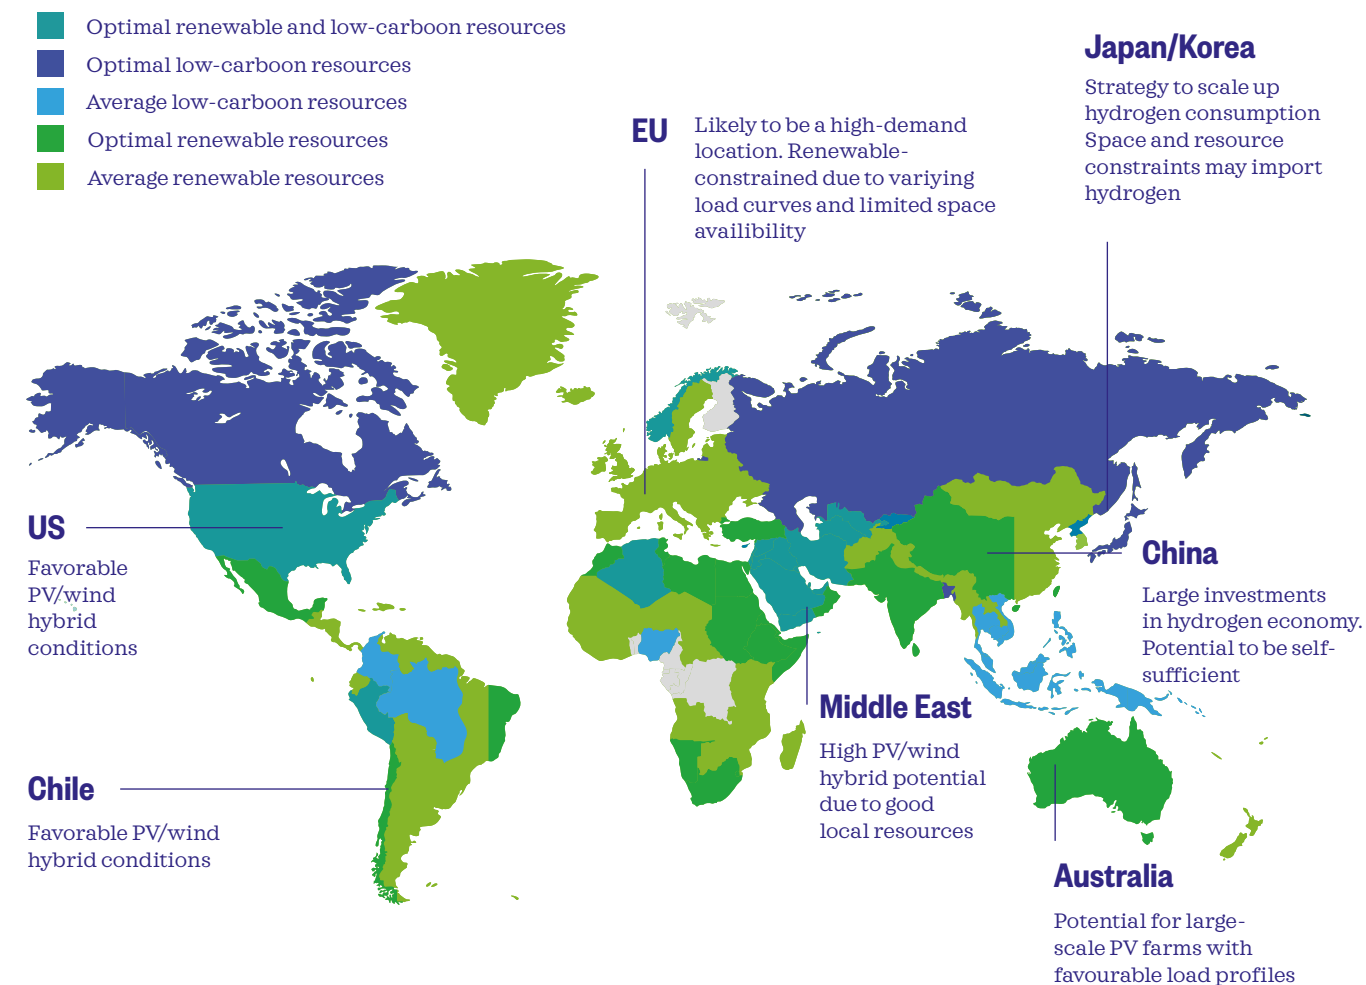 Optimal renewable and low-carboon resources
Optimal low-carboon resources
Average low-carboon resources
Optimal renewable resources
Average renewable resources
EU
Likely to be a high-demand
location. Renewable-
constrained due to variying
load curves and limited space
availibility
Japan/Korea
Strategy to scale up
hydrogen consumption
Space and resource
constraints may import
hydrogen
US
Favorable
PV/wind
hybrid
conditions
China
Large investments
in hydrogen economy.
Potential to be self-
sufficient
Middle East
High PV/wind
hybrid potential
due to good
local resources
Chile
Favorable PV/wind
hybrid conditions
Australia
Potential for large-
scale PV farms with
favourable load profiles